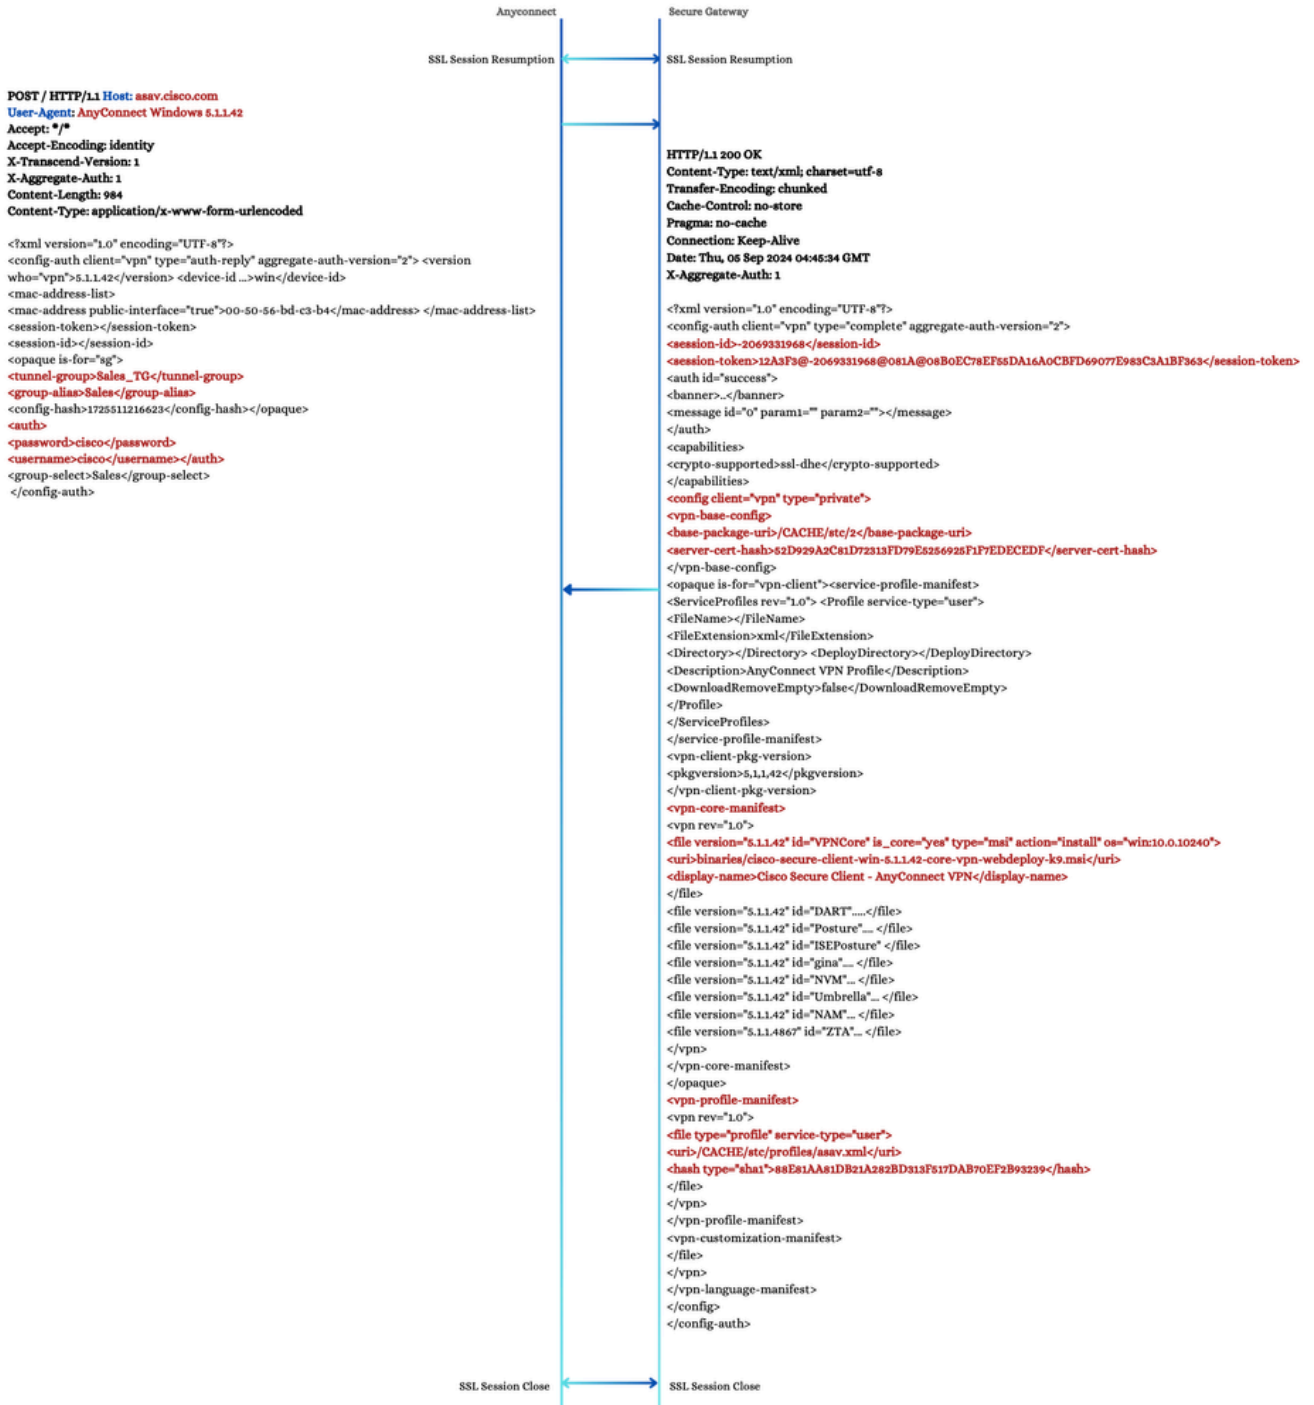 Anyconnect
Secure Gateway
SSL Session Resumption
SSL Session Resumption
POST / HTTP/1.1 Host: asav.cisco.com
User-Agent: AnyConnect Windows 5.1.1.42
Accept: */*
Accept-Encoding: identity
X-Transcend-Version: 1
X-Aggregate-Auth: 1
Content-Length: 984
Content-Type: application/x-www-form-urlencoded
<?xml version="1.0" encoding="UTF-8"?>
<config-auth client="vpn" type="auth-reply" aggregate-auth-version="2"> <version
who="vpn">5.1.1.42</version> <device-id ...>win</device-id>
<mac-address-list>
<mac-address public-interface="true">00-50-56-bd-c3-b4</mac-address> </mac-address-list>
<session-token></session-token>
<session-id></session-id>
<opaque is-for="sg">
<tunnel-group>Sales_TG</tunnel-group>
<group-alias>Sales</group-alias>
<config-hash>1725511216623</config-hash></opaque>
<auth>
<password>cisco</password>
<username>cisco</username></auth>
<group-select>Sales</group-select>
</config-auth>
HTTP/1.1 200 OK
Content-Type: text/xml; charset=utf-8
Transfer-Encoding: chunked
Cache-Control: no-store
Pragma: no-cache
Connection: Keep-Alive
Date: Thu, 05 Sep 2024 04:45:34 GMT
X-Aggregate-Auth: 1
<?xml version="1.0" encoding="UTF-8"?>
<config-auth client="vpn" type="complete" aggregate-auth-version="2">
<session-id>-2069331968</session-id>
<session-token>12A3F3@-2069331968@081A@08B0EC78EF55DA16A0CBFD69077E983C3A1BF363</session-token>
<auth id="success">
<banner>..</banner>
<message id="0" param1="" param2=""></message>
</auth>
<capabilities>
<crypto-supported>ssl-dhe</crypto-supported>
</capabilities>
<config client="vpn" type="private">
<vpn-base-config>
<base-package-uri>/CACHE/stc/2</base-package-uri>
<server-cert-hash>52D929A2C81D72313FD79E5256925F1F7EDECEDF</server-cert-hash>
</vpn-base-config>
<opaque is-for="vpn-client"><service-profile-manifest>
<ServiceProfiles rev="1.0"> <Profile service-type="user">
<FileName></FileName>
<FileExtension>xml</FileExtension>
<Directory></Directory> <DeployDirectory></DeployDirectory>
<Description>AnyConnect VPN Profile</Description>
<DownloadRemoveEmpty>false</DownloadRemoveEmpty>
</Profile>
</ServiceProfiles>
</service-profile-manifest>
<vpn-client-pkg-version>
<pkgversion>5,1,1,42</pkgversion>
</vpn-client-pkg-version>
<vpn-core-manifest>
<vpn rev="1.0">
<file version="5.1.1.42" id="VPNCore" is_core="yes" type="msi" action="install" os="win:10.0.10240">
<uri>binaries/cisco-secure-client-win-5.1.1.42-core-vpn-webdeploy-k9.msi</uri>
<display-name>Cisco Secure Client - AnyConnect VPN</display-name>
</file>
<file version="5.1.1.42" id="DART".....</file>
<file version="5.1.1.42" id="Posture".... </file>
<file version="5.1.1.42" id="ISEPosture" </file>
<file version="5.1.1.42" id="gina".... </file>
<file version="5.1.1.42" id="NVM"... </file>
<file version="5.1.1.42" id="Umbrella"... </file>
<file version="5.1.1.42" id="NAM"... </file>
<file version="5.1.1.4867" id="ZTA"... </file>
</vpn>
</vpn-core-manifest>
</opaque>
<vpn-profile-manifest>
<vpn rev="1.0">
<file type="profile" service-type="user">
<uri>/CACHE/stc/profiles/asav.xml</uri>
<hash type="sha1">88E81AA81DB21A282BD313F517DAB70EF2B93239</hash>
</file>
</vpn>
</vpn-profile-manifest>
<vpn-customization-manifest>
</file>
</vpn>
</vpn-language-manifest>
</config>
</config-auth>
SSL Session Close
SSL Session Close